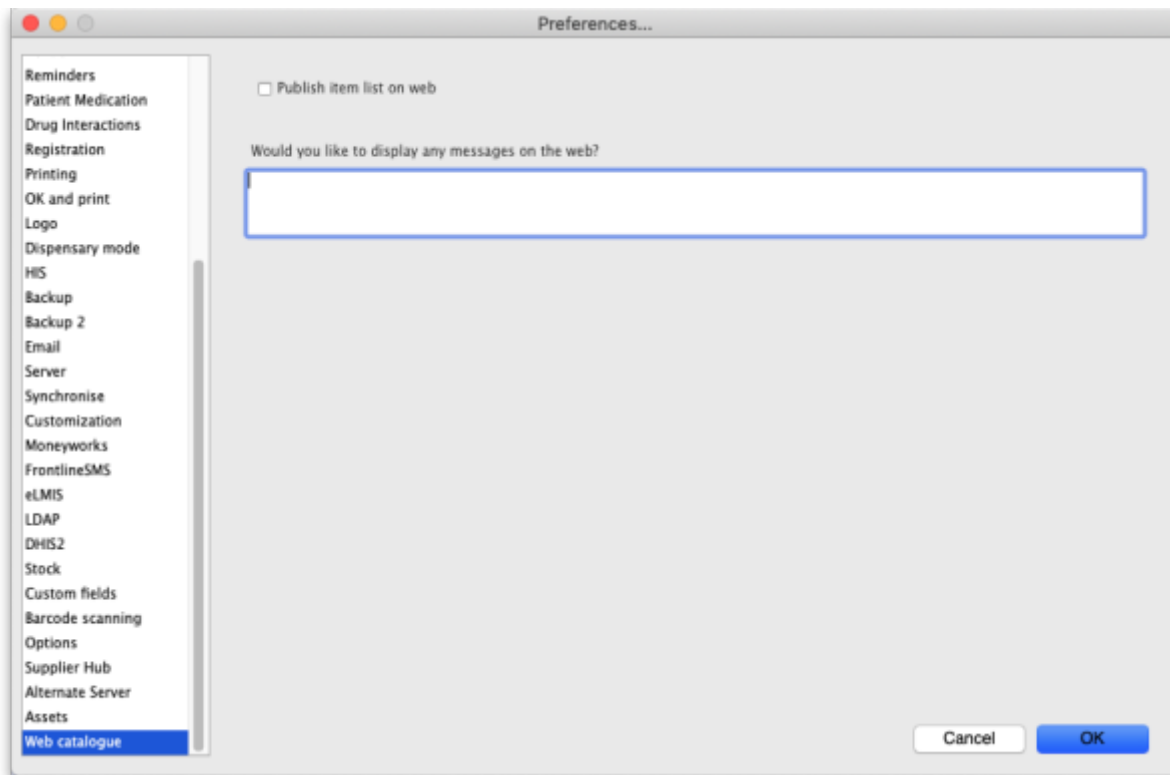 Preferences...
Reminders
Patient Medication
Drug Interactions
Registration
Printing
OK and print
Logo
Dispensary mode
HIS
Backup
Backup 2
Email
Server
Synchronise
Customization
Moneyworks
FrontlineSMS
eLMIS
LDAP
DHIS2
Stock
Custom fields
Barcode scanning
Options
Supplier Hub
Alternate Server
Assets
Web catalogue
Publish item list on web
Would you like to display any messages on the web?
Cancel
OK